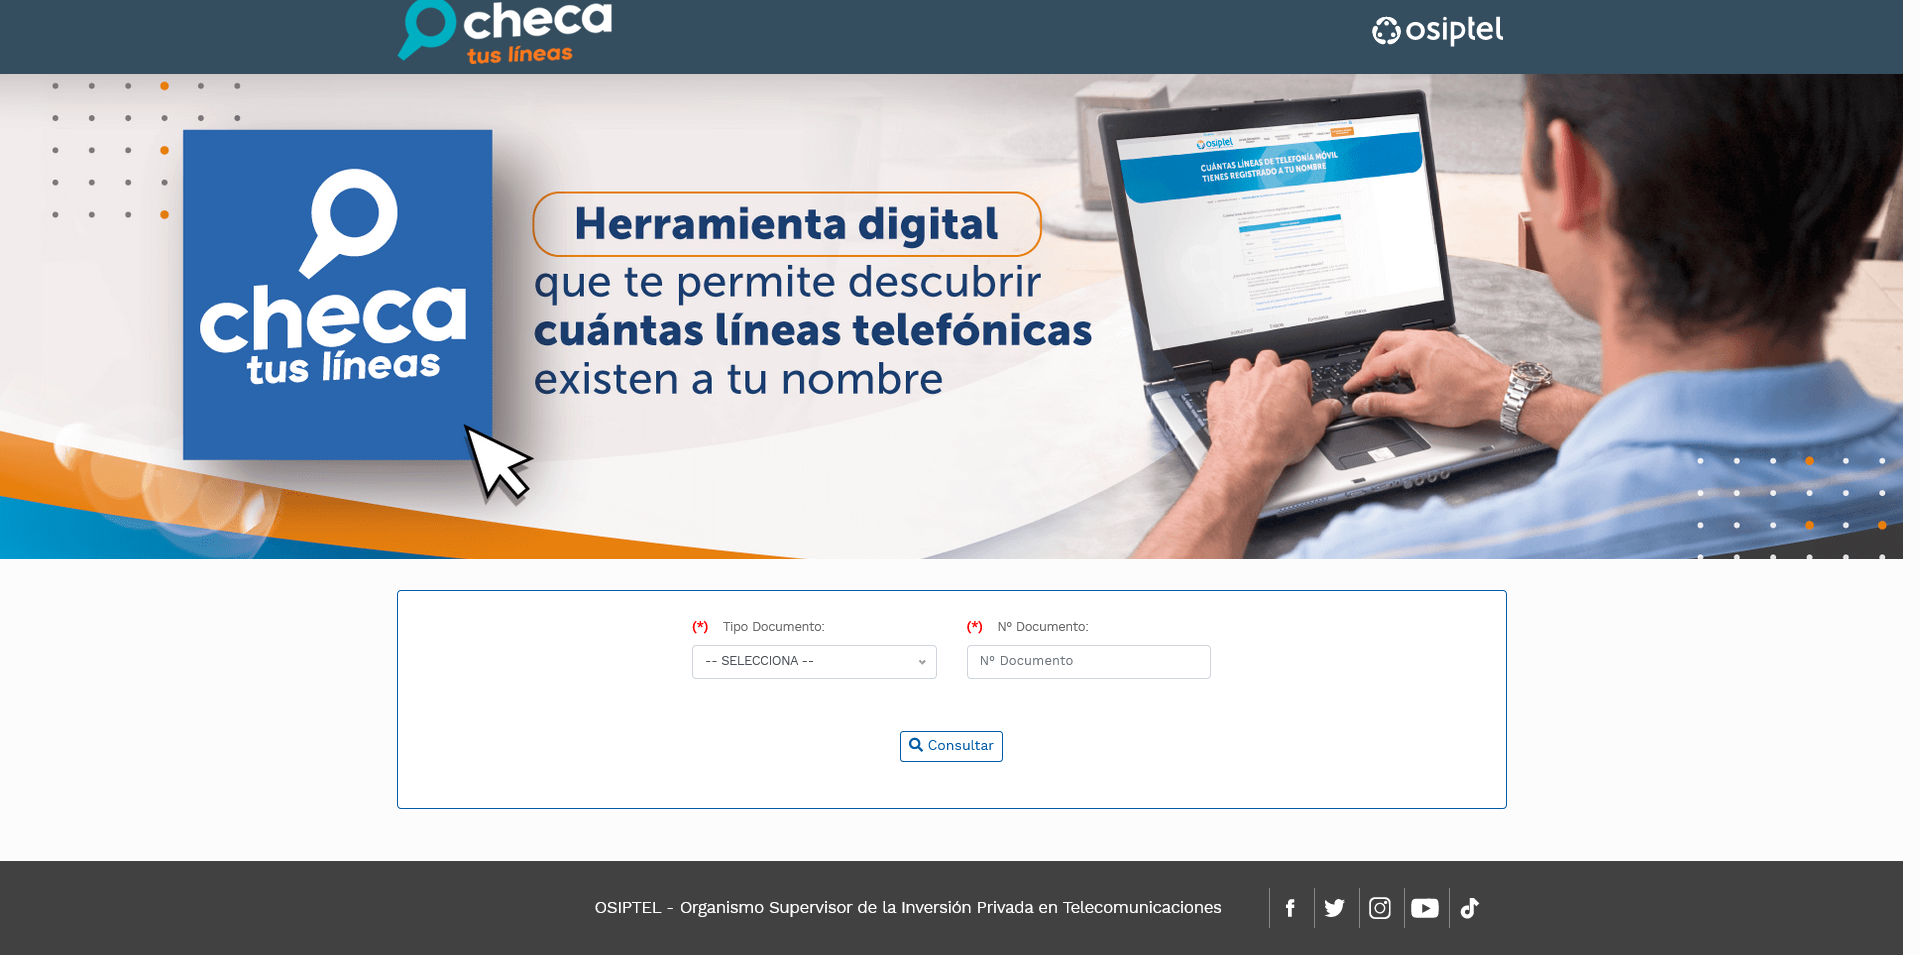 checa
tus líneas
osiptel
checa
tus líneas
Herramienta digital
que te permite descubrir
cuántas líneas telefónicas
existen a tu nombre
osiptel
CUÁNTAS LÍNEAS DE TELEFONÍA MÓVIL
TIENES REGISTRADO A TU NOMBRE
(*) Tipo Documento:
(*) Nº Documento:
-- SELECCIONA --
Nº Documento
Consultar
OSIPTEL - Organismo Supervisor de la Inversión Privada en Telecomunicaciones